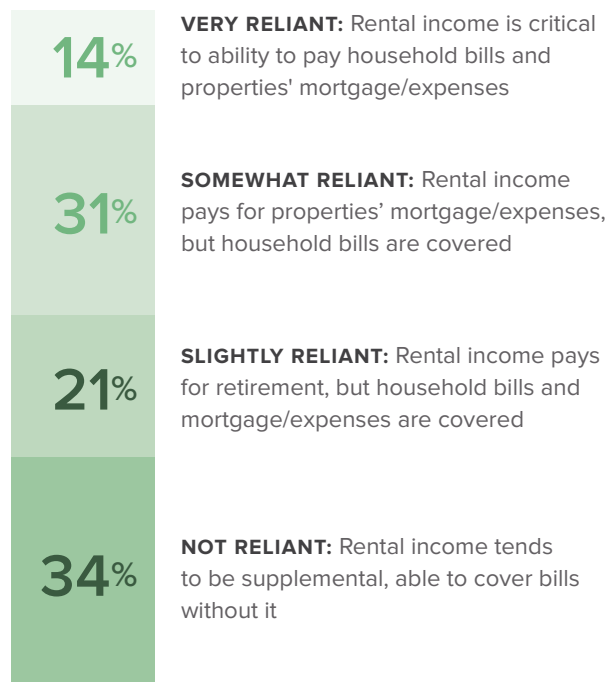 14%
VERY RELIANT: Rental income is critical
to ability to pay household bills and
properties' mortgage/expenses
31%
SOMEWHAT RELIANT: Rental income
pays for properties’ mortgage/expenses,
but household bills are covered
21%
SLIGHTLY RELIANT: Rental income pays
for retirement, but household bills and
mortgage/expenses are covered
34%
NOT RELIANT: Rental income tends
to be supplemental, able to cover bills
without it